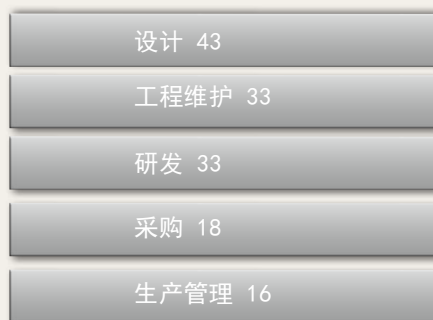 设计 43
工程维护 33
研发 33
采购 18
生产管理 16